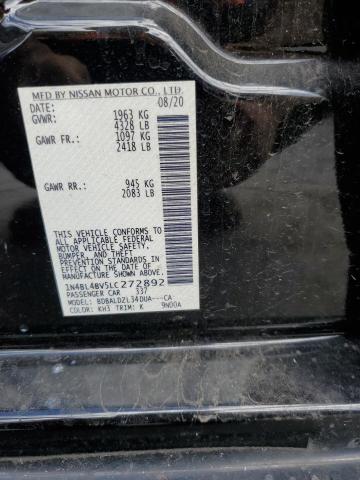 MFD BY NISSAN MOTOR CO., LTD.
DATE: 08/20
GVWR: 1963 KG
4328 LB
GAWR FR.: 1097 KG
2418 LB
GAWR RR.: 945 KG
2083 LB
THIS VEHICLE CONFORMS TO
ALL APPLICABLE FEDERAL
MOTOR VEHICLE SAFETY,
BUMPER, AND THEFT
PREVENTION STANDARDS
IN EFFECT ON THE DATE OF
MANUFACTURE SHOWN ABOVE.
1N4BL4BV5LC272892
PASSENGER CAR 337
MODEL: BDBALDZL34DUA---CA
COLOR: KH3 TRIM: K 9N00A